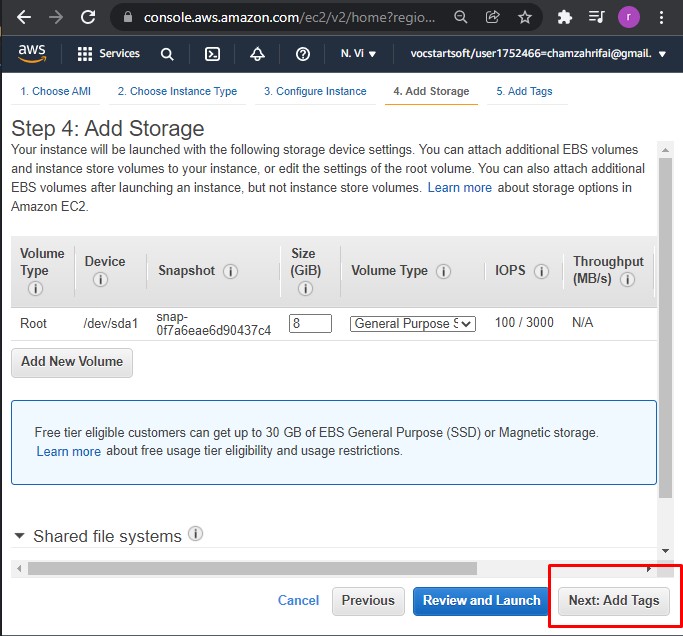 console.aws.amazon.com/ec2/v2/home?regio...
r
aws
Services
N. Vi
vocstartsoft/user1752466=chamzahrifai@gmail.
1. Choose AMI 2. Choose Instance Type 3. Configure Instance 4. Add Storage 5. Add Tags
Step 4: Add Storage
Your instance will be launched with the following storage device settings. You can attach additional EBS volumes
and instance store volumes to your instance, or edit the settings of the root volume. You can also attach additional
EBS volumes after launching an instance, but not instance store volumes. Learn more about storage options in
Amazon EC2.
Volume Type Device Snapshot Size (GiB) Volume Type IOPS Throughput (MB/s)
Root /dev/sda1 snap-0f7a6eae6d90437c4 8 General Purpose S 100 / 3000 N/A
Add New Volume
Free tier eligible customers can get up to 30 GB of EBS General Purpose (SSD) or Magnetic storage.
Learn more about free usage tier eligibility and usage restrictions.
Shared file systems
Cancel Previous Review and Launch Next: Add Tags